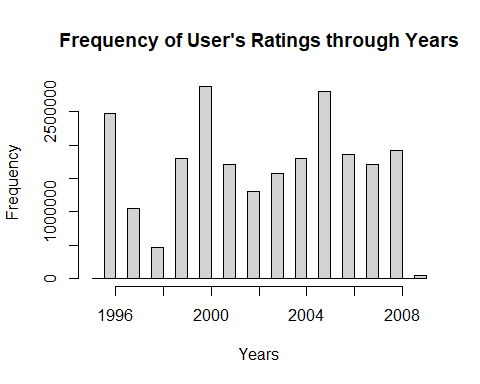 Frequency of User's Ratings through Years
Frequency
2500000
1000000
0
1996 2000 2004 2008
Years